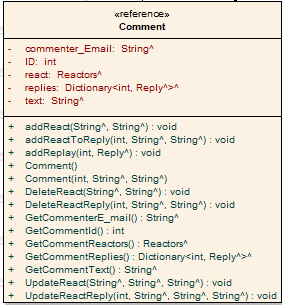 «reference»
Comment
- commenter_Email: String^
- ID: int
- react: Reactors^
- replies: Dictionary<int, Reply^>^
- text: String^
+ addReact(String^, String^) : void
+ addReactToReply(int, String^, String^) : void
+ addReplay(int, Reply^) : void
+ Comment()
+ Comment(int, String^, String^)
+ DeleteReact(String^, String^) : void
+ DeleteReactReply(int, String^, String^) : void
+ GetCommenterE_mail() : String^
+ GetCommentId() : int
+ GetCommentReactors() : Reactors^
+ GetCommentReplies() : Dictionary<int, Reply^>^
+ GetCommentText() : String^
+ UpdateReact(String^, String^, String^) : void
+ UpdateReactReply(int, String^, String^, String^) : void